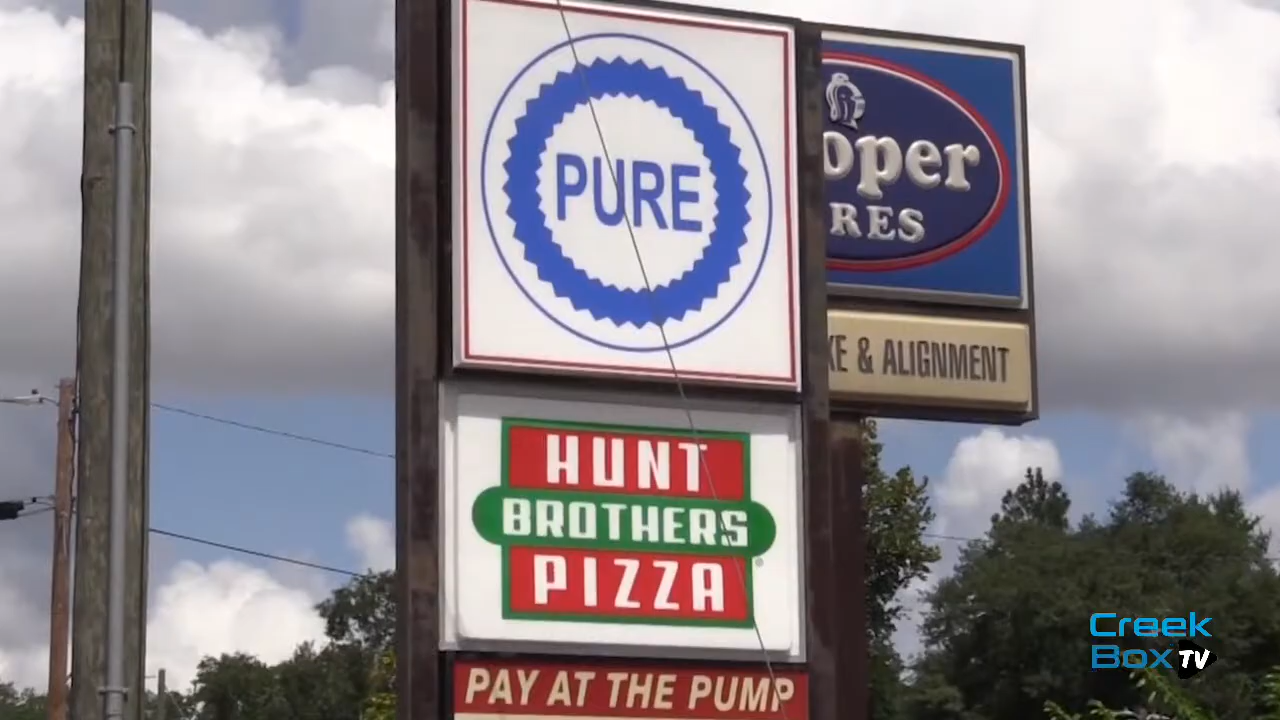 PURE
oper
RES
KE & ALIGNMENT
HUNT
BROTHERS
PIZZA
®
PAY AT THE PUMP
Creek
Box TV